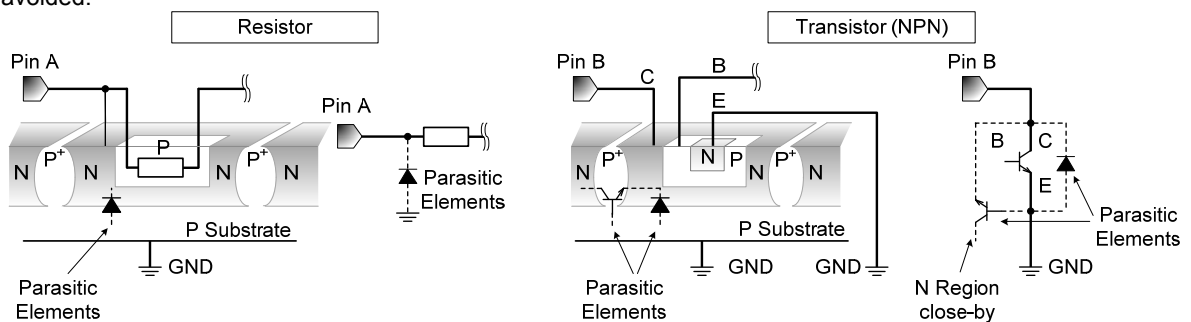 avoided.
Resistor
Transistor (NPN)
Pin A
Pin A
N
P+
N
P
N
P+
N
Parasitic
Elements
P Substrate
GND
Parasitic
Elements
Pin B
C
B
E
N
P+
N
N
P
P+
N
N
P Substrate
GND
GND
Parasitic
Elements
Pin B
B
C
E
Parasitic
Elements
GND
N Region
close-by